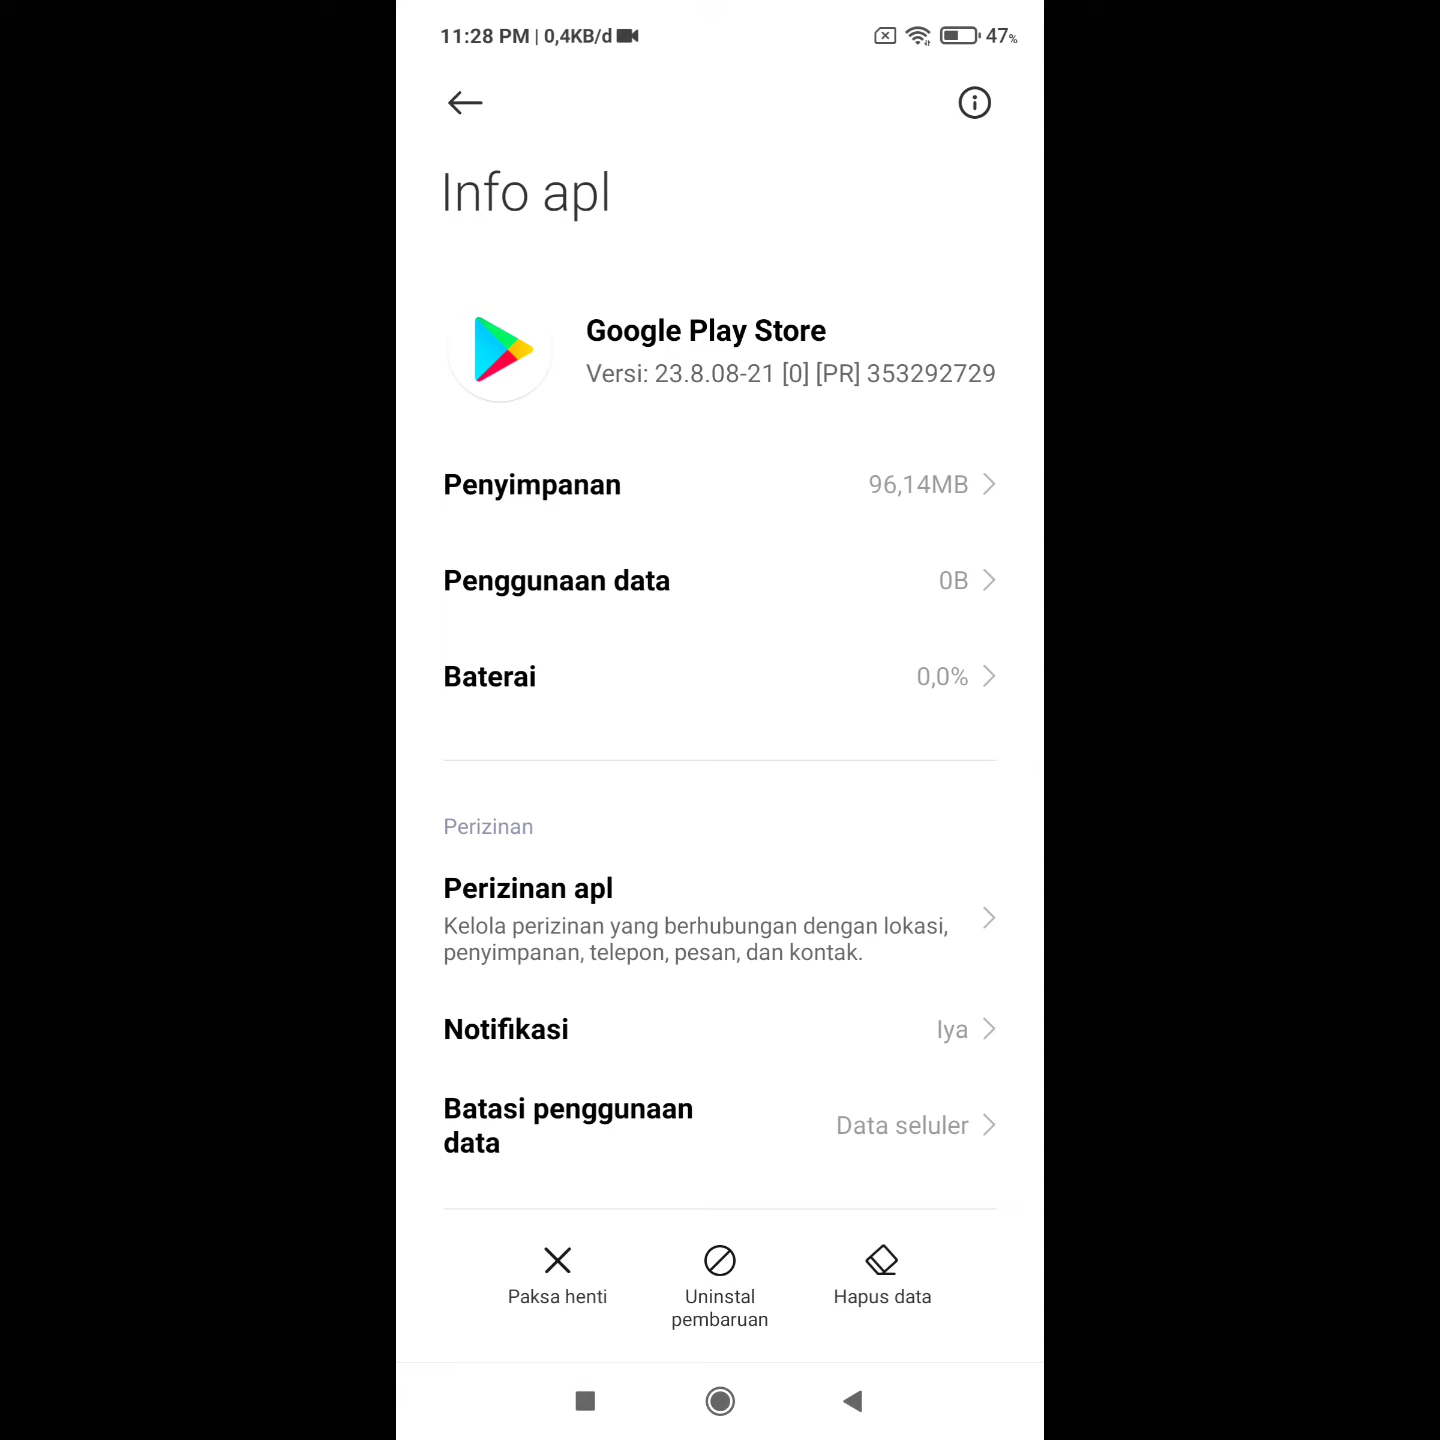 11:28 PM | 0,4KB/d
47%
Info apl
Google Play Store
Versi: 23.8.08-21 [0] [PR] 353292729
Penyimpanan 96,14MB
Penggunaan data 0B
Baterai 0,0%
Perizinan
Perizinan apl
Kelola perizinan yang berhubungan dengan lokasi,
penyimpanan, telepon, pesan, dan kontak.
Notifikasi Iya
Batasi penggunaan
data
Data seluler
Paksa henti
Uninstal
pembaruan
Hapus data